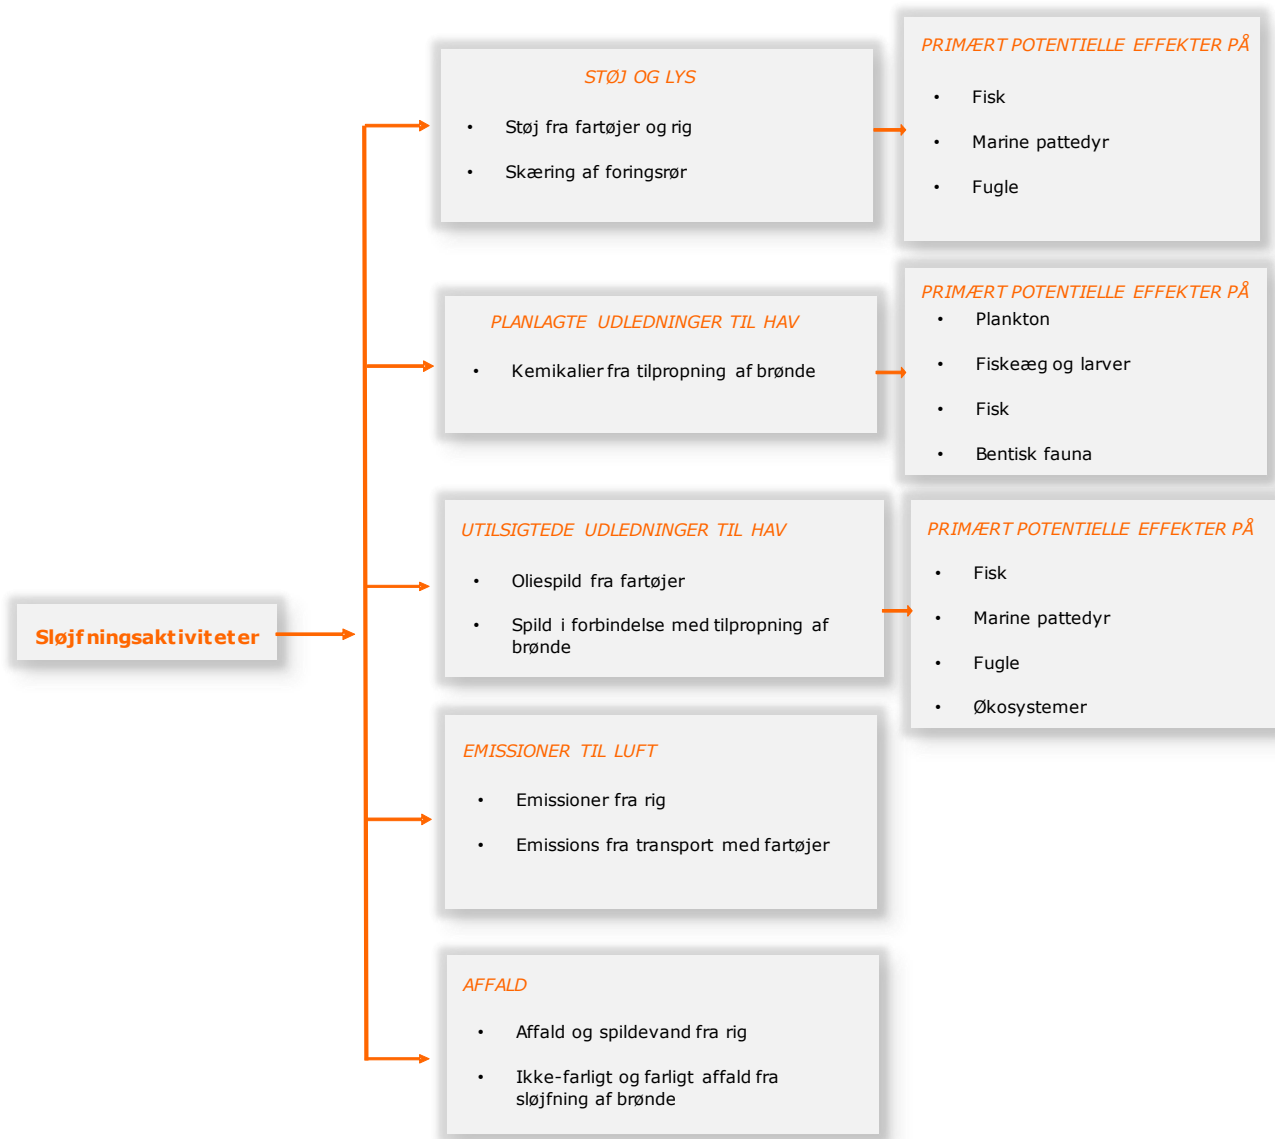 Sløjfningsaktiviteter
STØJ OG LYS
• Støj fra fartøjer og rig
• Skæring af foringsrør
PRIMÆRT POTENTIELLE EFFEKTER PÅ
• Fisk
• Marine pattedyr
• Fugle
PLANLAGTE UDLEDNINGER TIL HAV
• Kemikalier fra tilpropning af brønde
PRIMÆRT POTENTIELLE EFFEKTER PÅ
• Plankton
• Fiskeæg og larver
• Fisk
• Bentisk fauna
UTILSIGTEDE UDLEDNINGER TIL HAV
• Oliespild fra fartøjer
• Spild i forbindelse med tilpropning af
brønde
PRIMÆRT POTENTIELLE EFFEKTER PÅ
• Fisk
• Marine pattedyr
• Fugle
• Økosystemer
EMISSIONER TIL LUFT
• Emissioner fra rig
• Emissions fra transport med fartøjer
AFFALD
• Affald og spildevand fra rig
• Ikke-farligt og farligt affald fra
sløjfning af brønde